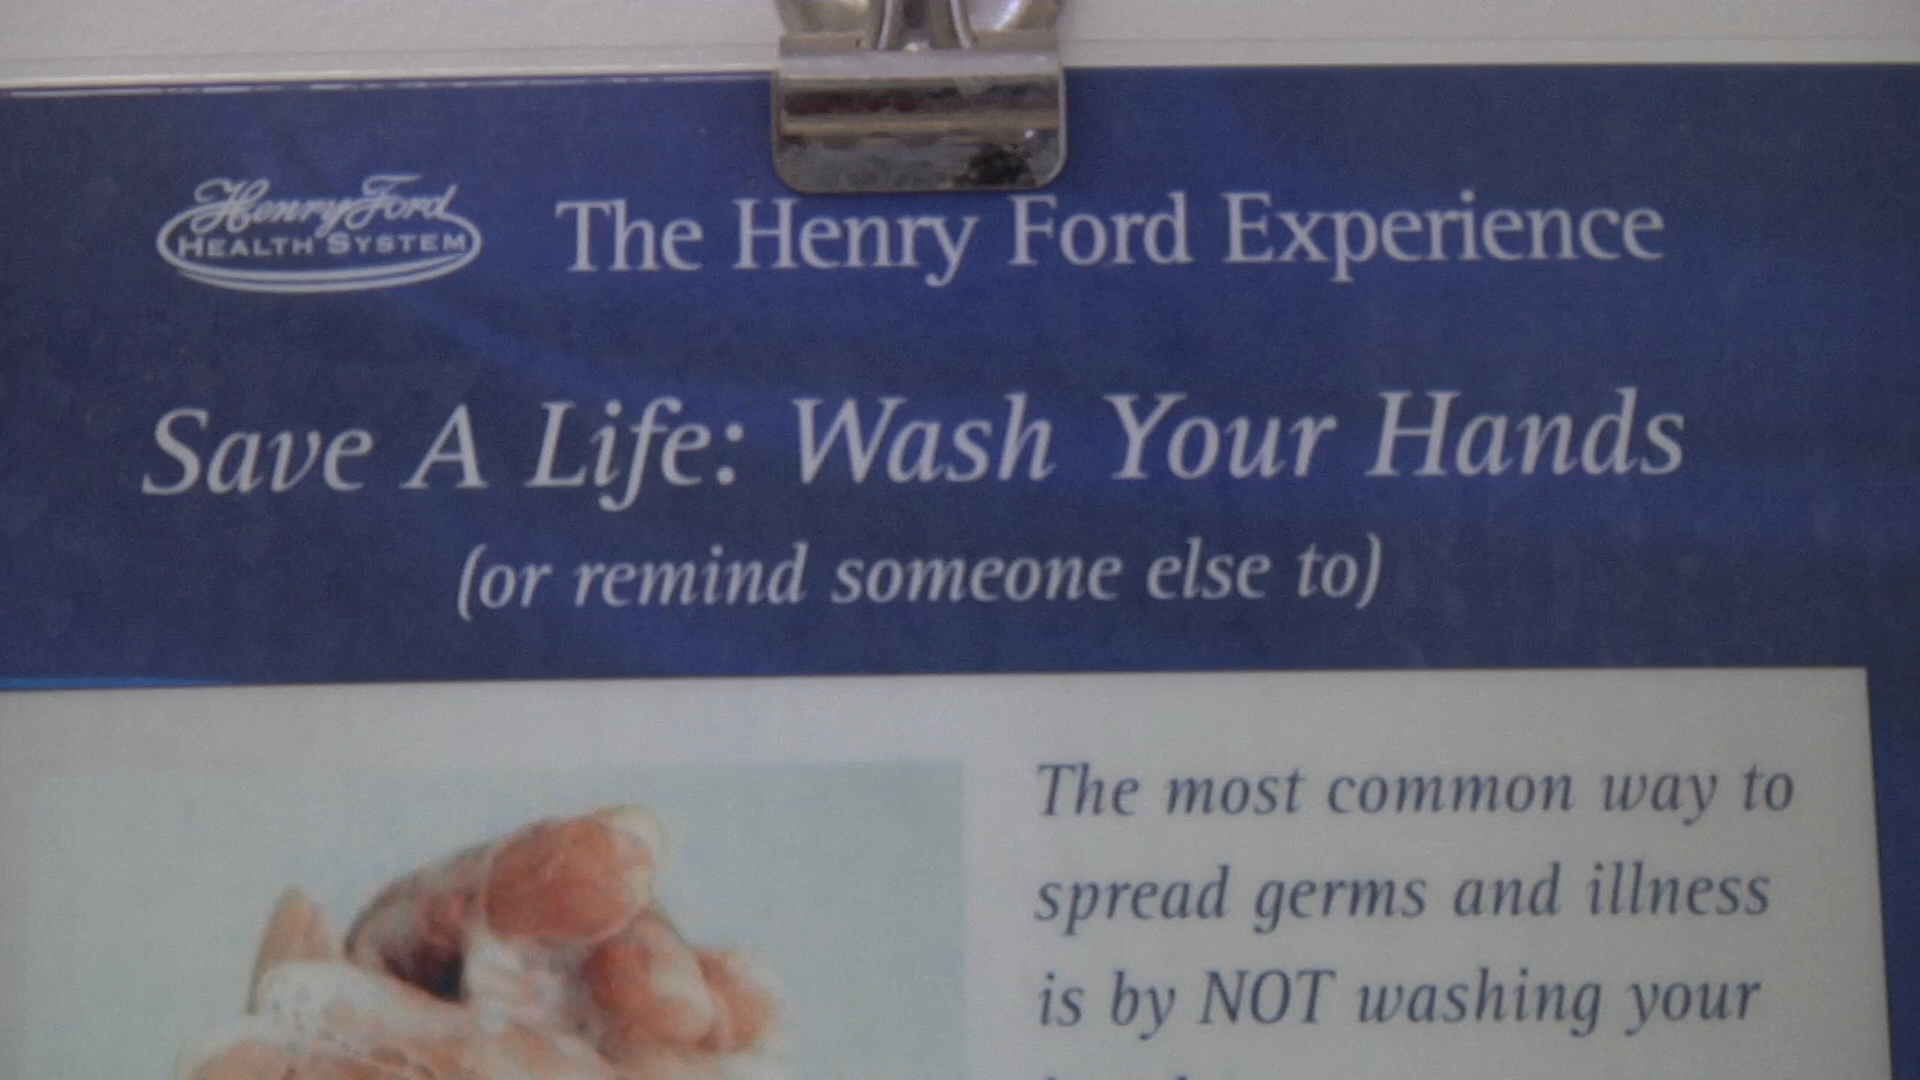 Henry Ford
HEALTH SYSTEM
The Henry Ford Experience
Save A Life: Wash Your Hands
(or remind someone else to)
The most common way to
spread germs and illness
is by NOT washing your